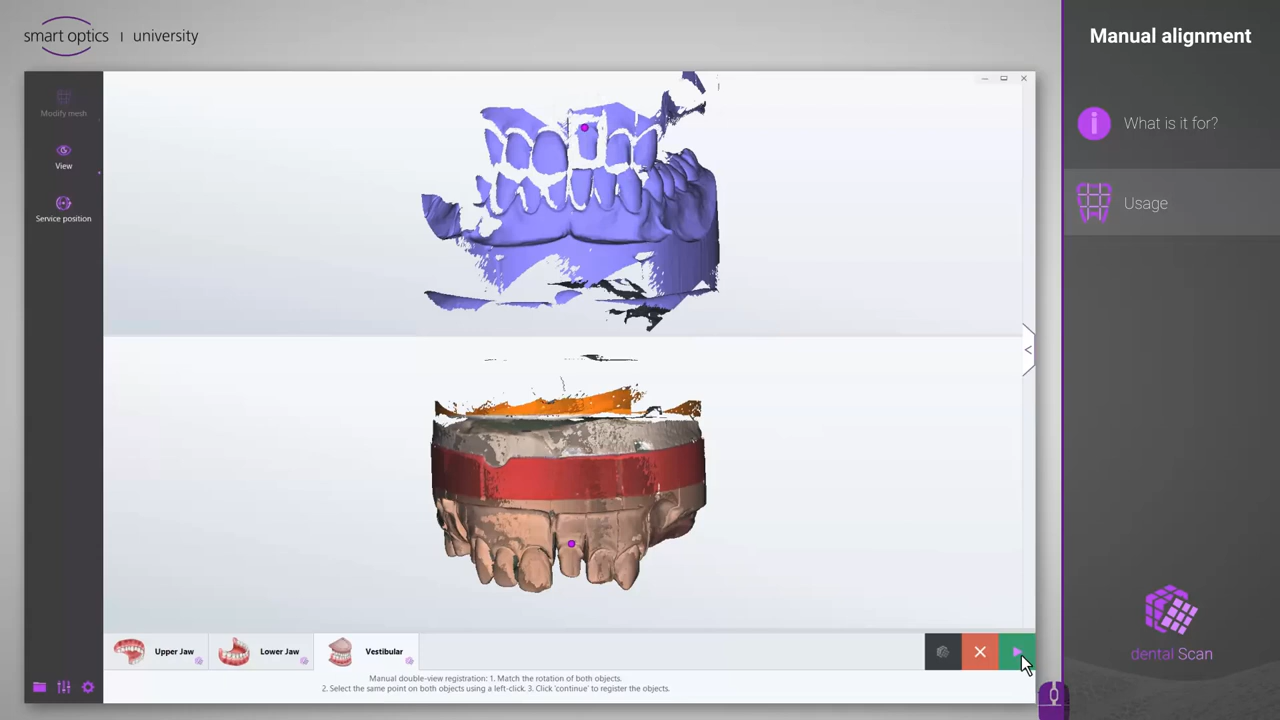 smart optics | university
Manual alignment
What is it for?
Usage
Modify mesh
View
Service position
<
Upper Jaw
Lower Jaw
Vestibular
Manual double-view registration: 1. Match the rotation of both objects.
2. Select the same point on both objects using a left-click. 3. Click 'continue' to register the objects.
dental Scan